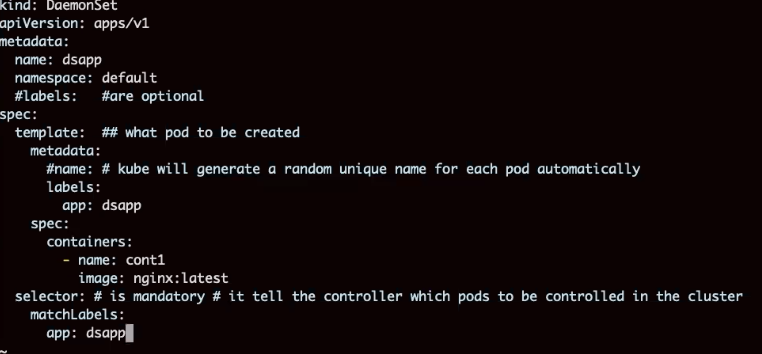 kind: DaemonSet
apiVersion: apps/v1
metadata:
  name: dsapp
  namespace: default
  #labels:   #are optional
spec:
  template:  ## what pod to be created
    metadata:
      #name: # kube will generate a random unique name for each pod automatically
      labels:
        app: dsapp
    spec:
      containers:
        - name: cont1
          image: nginx:latest
  selector: # is mandatory # it tell the controller which pods to be controlled in the cluster
    matchLabels:
      app: dsapp
~